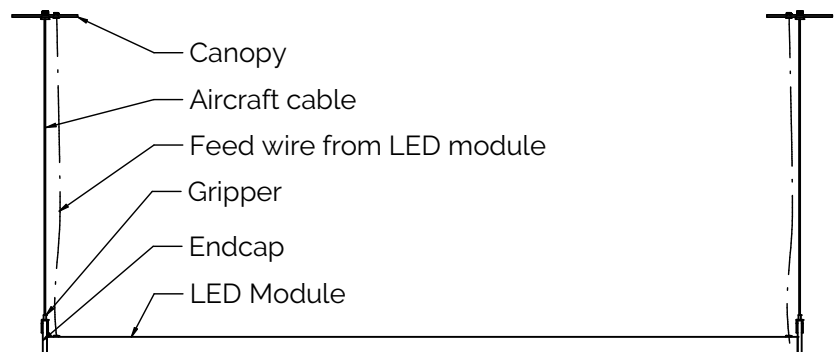 Canopy
Aircraft cable
Feed wire from LED module
Gripper
Endcap
LED Module